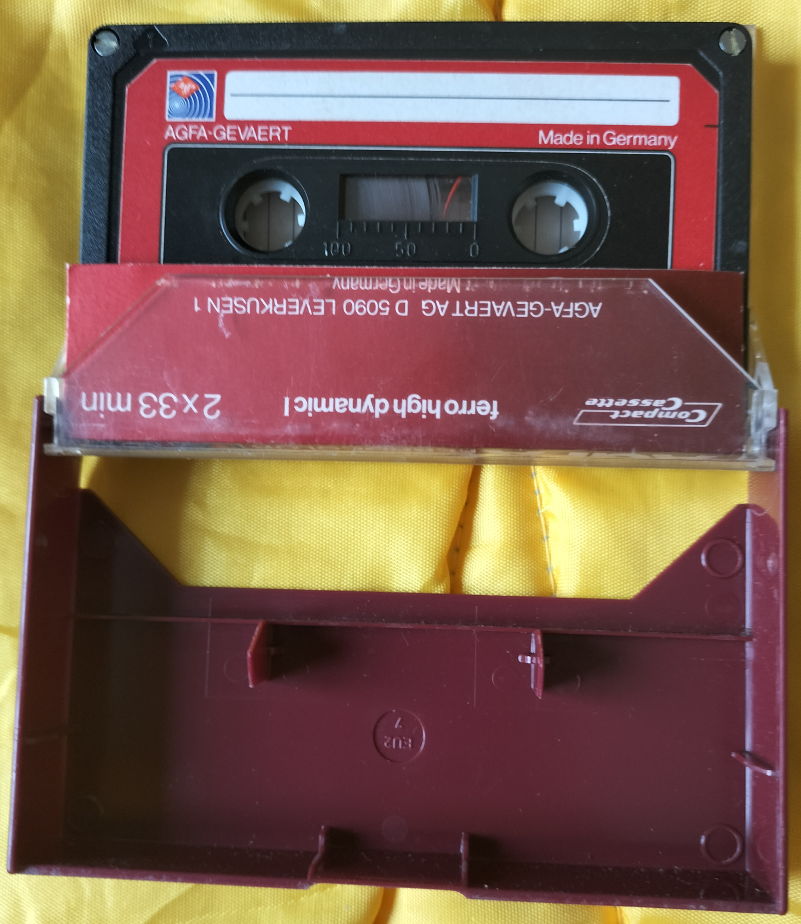 AGFA-GEVAERT
Made in Germany
100 50 0
Made in Germany
AGFA-GEVAERT AG D 5090 LEVERKUSEN 1
Compact Cassette
ferro high dynamic I
2 x 33 min
7